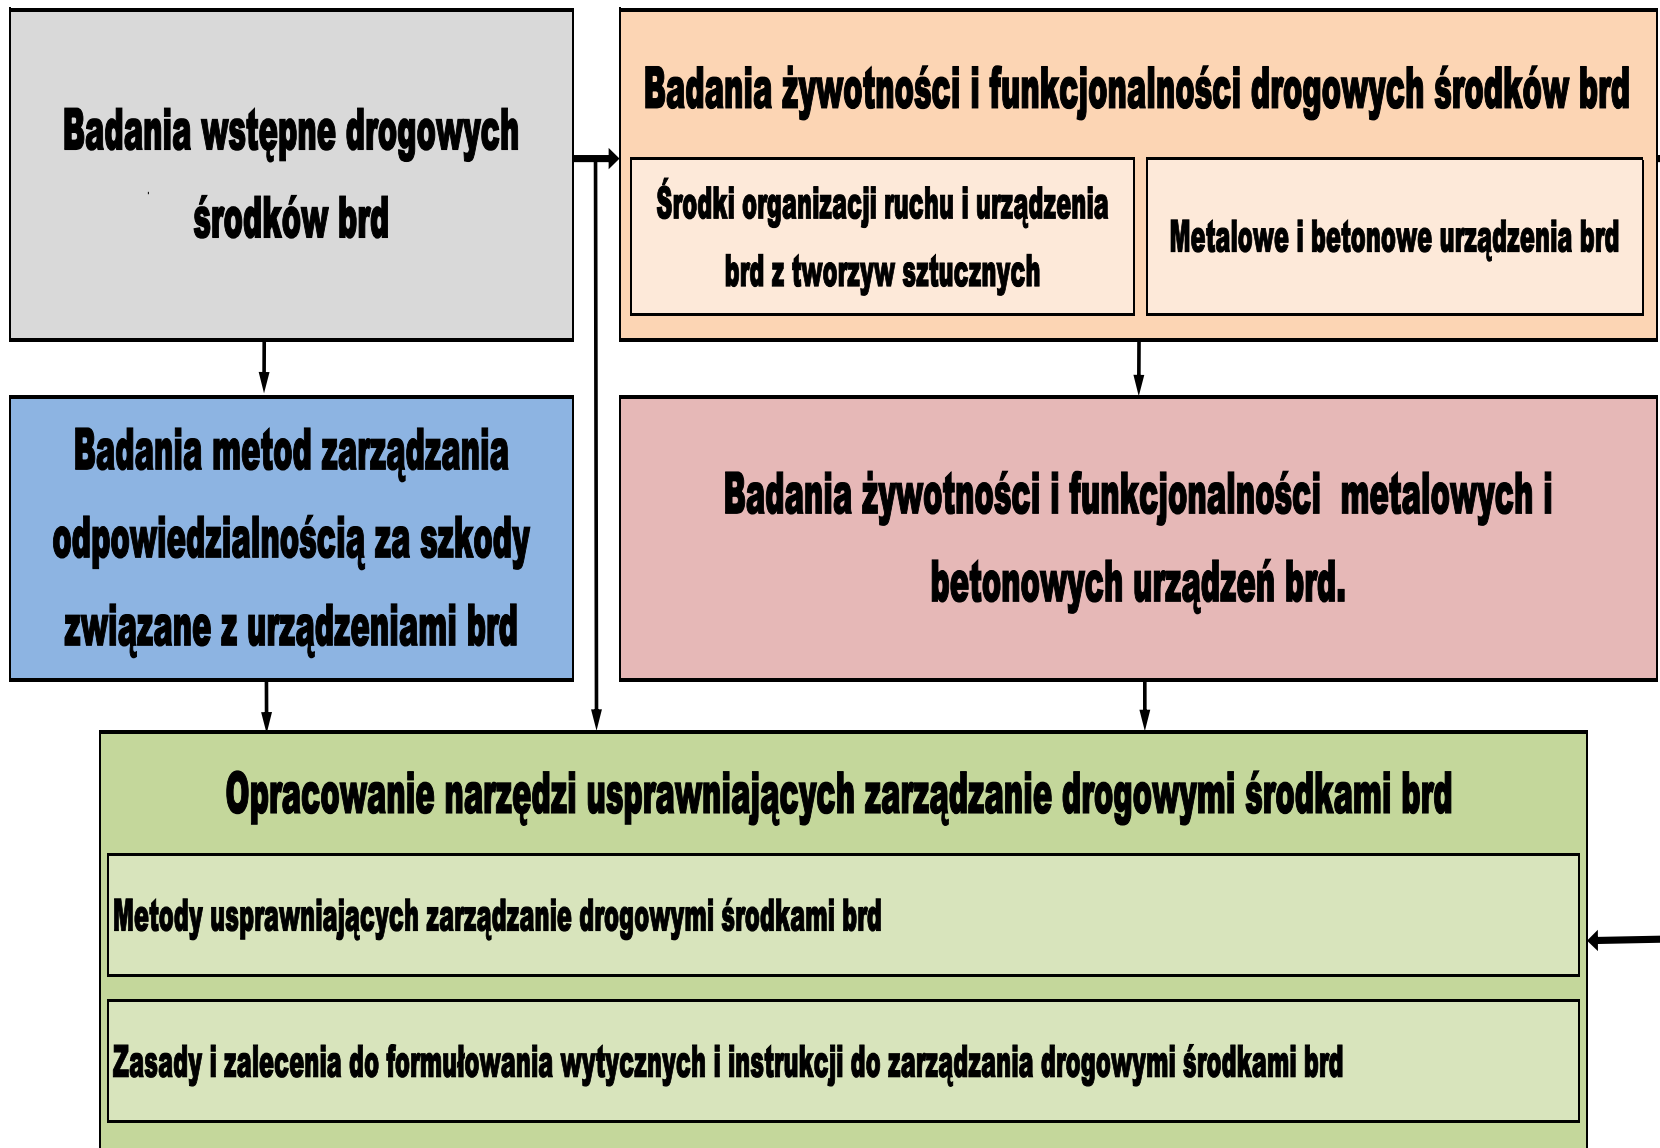 Badania wstępne drogowych
środków brd
Badania żywotności i funkcjonalności drogowych środków brd
Środki organizacji ruchu i urządzenia
brd z tworzyw sztucznych
Metalowe i betonowe urządzenia brd
Badania metod zarządzania
odpowiedzialnością za szkody
związane z urządzeniami brd
Badania żywotności i funkcjonalności  metalowych i
betonowych urządzeń brd.
Opracowanie narzędzi usprawniających zarządzanie drogowymi środkami brd
Metody usprawniających zarządzanie drogowymi środkami brd
Zasady i zalecenia do formułowania wytycznych i instrukcji do zarządzania drogowymi środkami brd